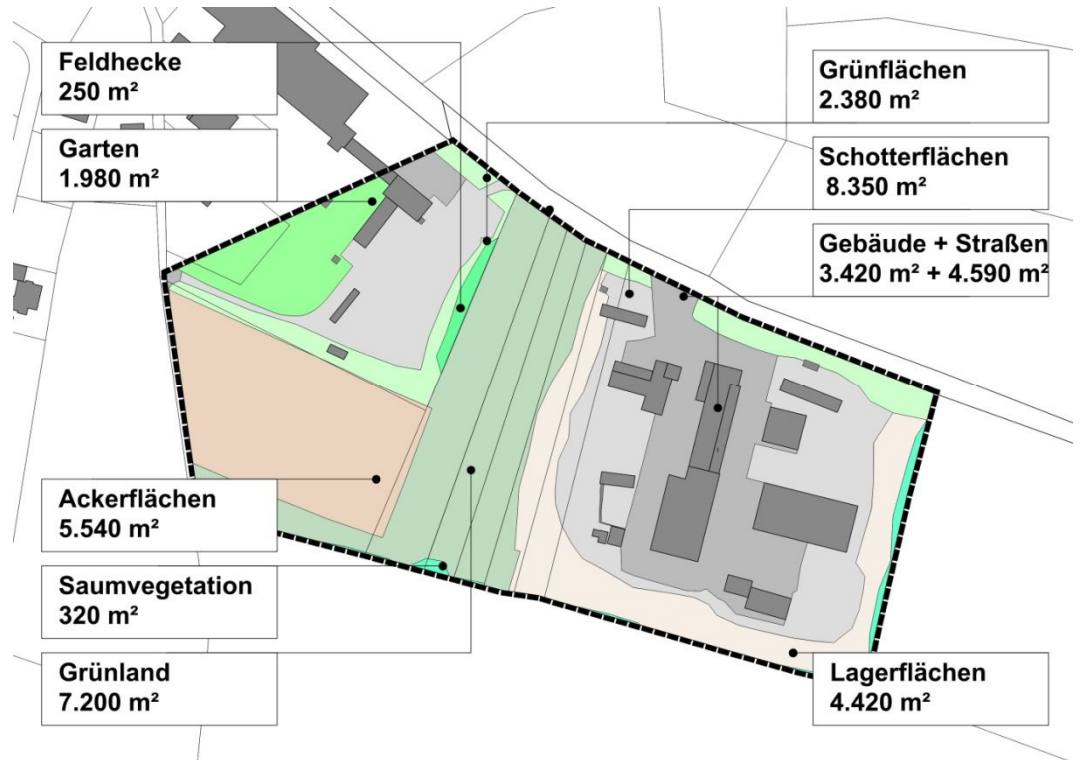 Feldhecke
250 m²
Garten
1.980 m²
Grünflächen
2.380 m²
Schotterflächen
8.350 m²
Gebäude + Straßen
3.420 m² + 4.590 m²
Ackerflächen
5.540 m²
Saumvegetation
320 m²
Grünland
7.200 m²
Lagerflächen
4.420 m²